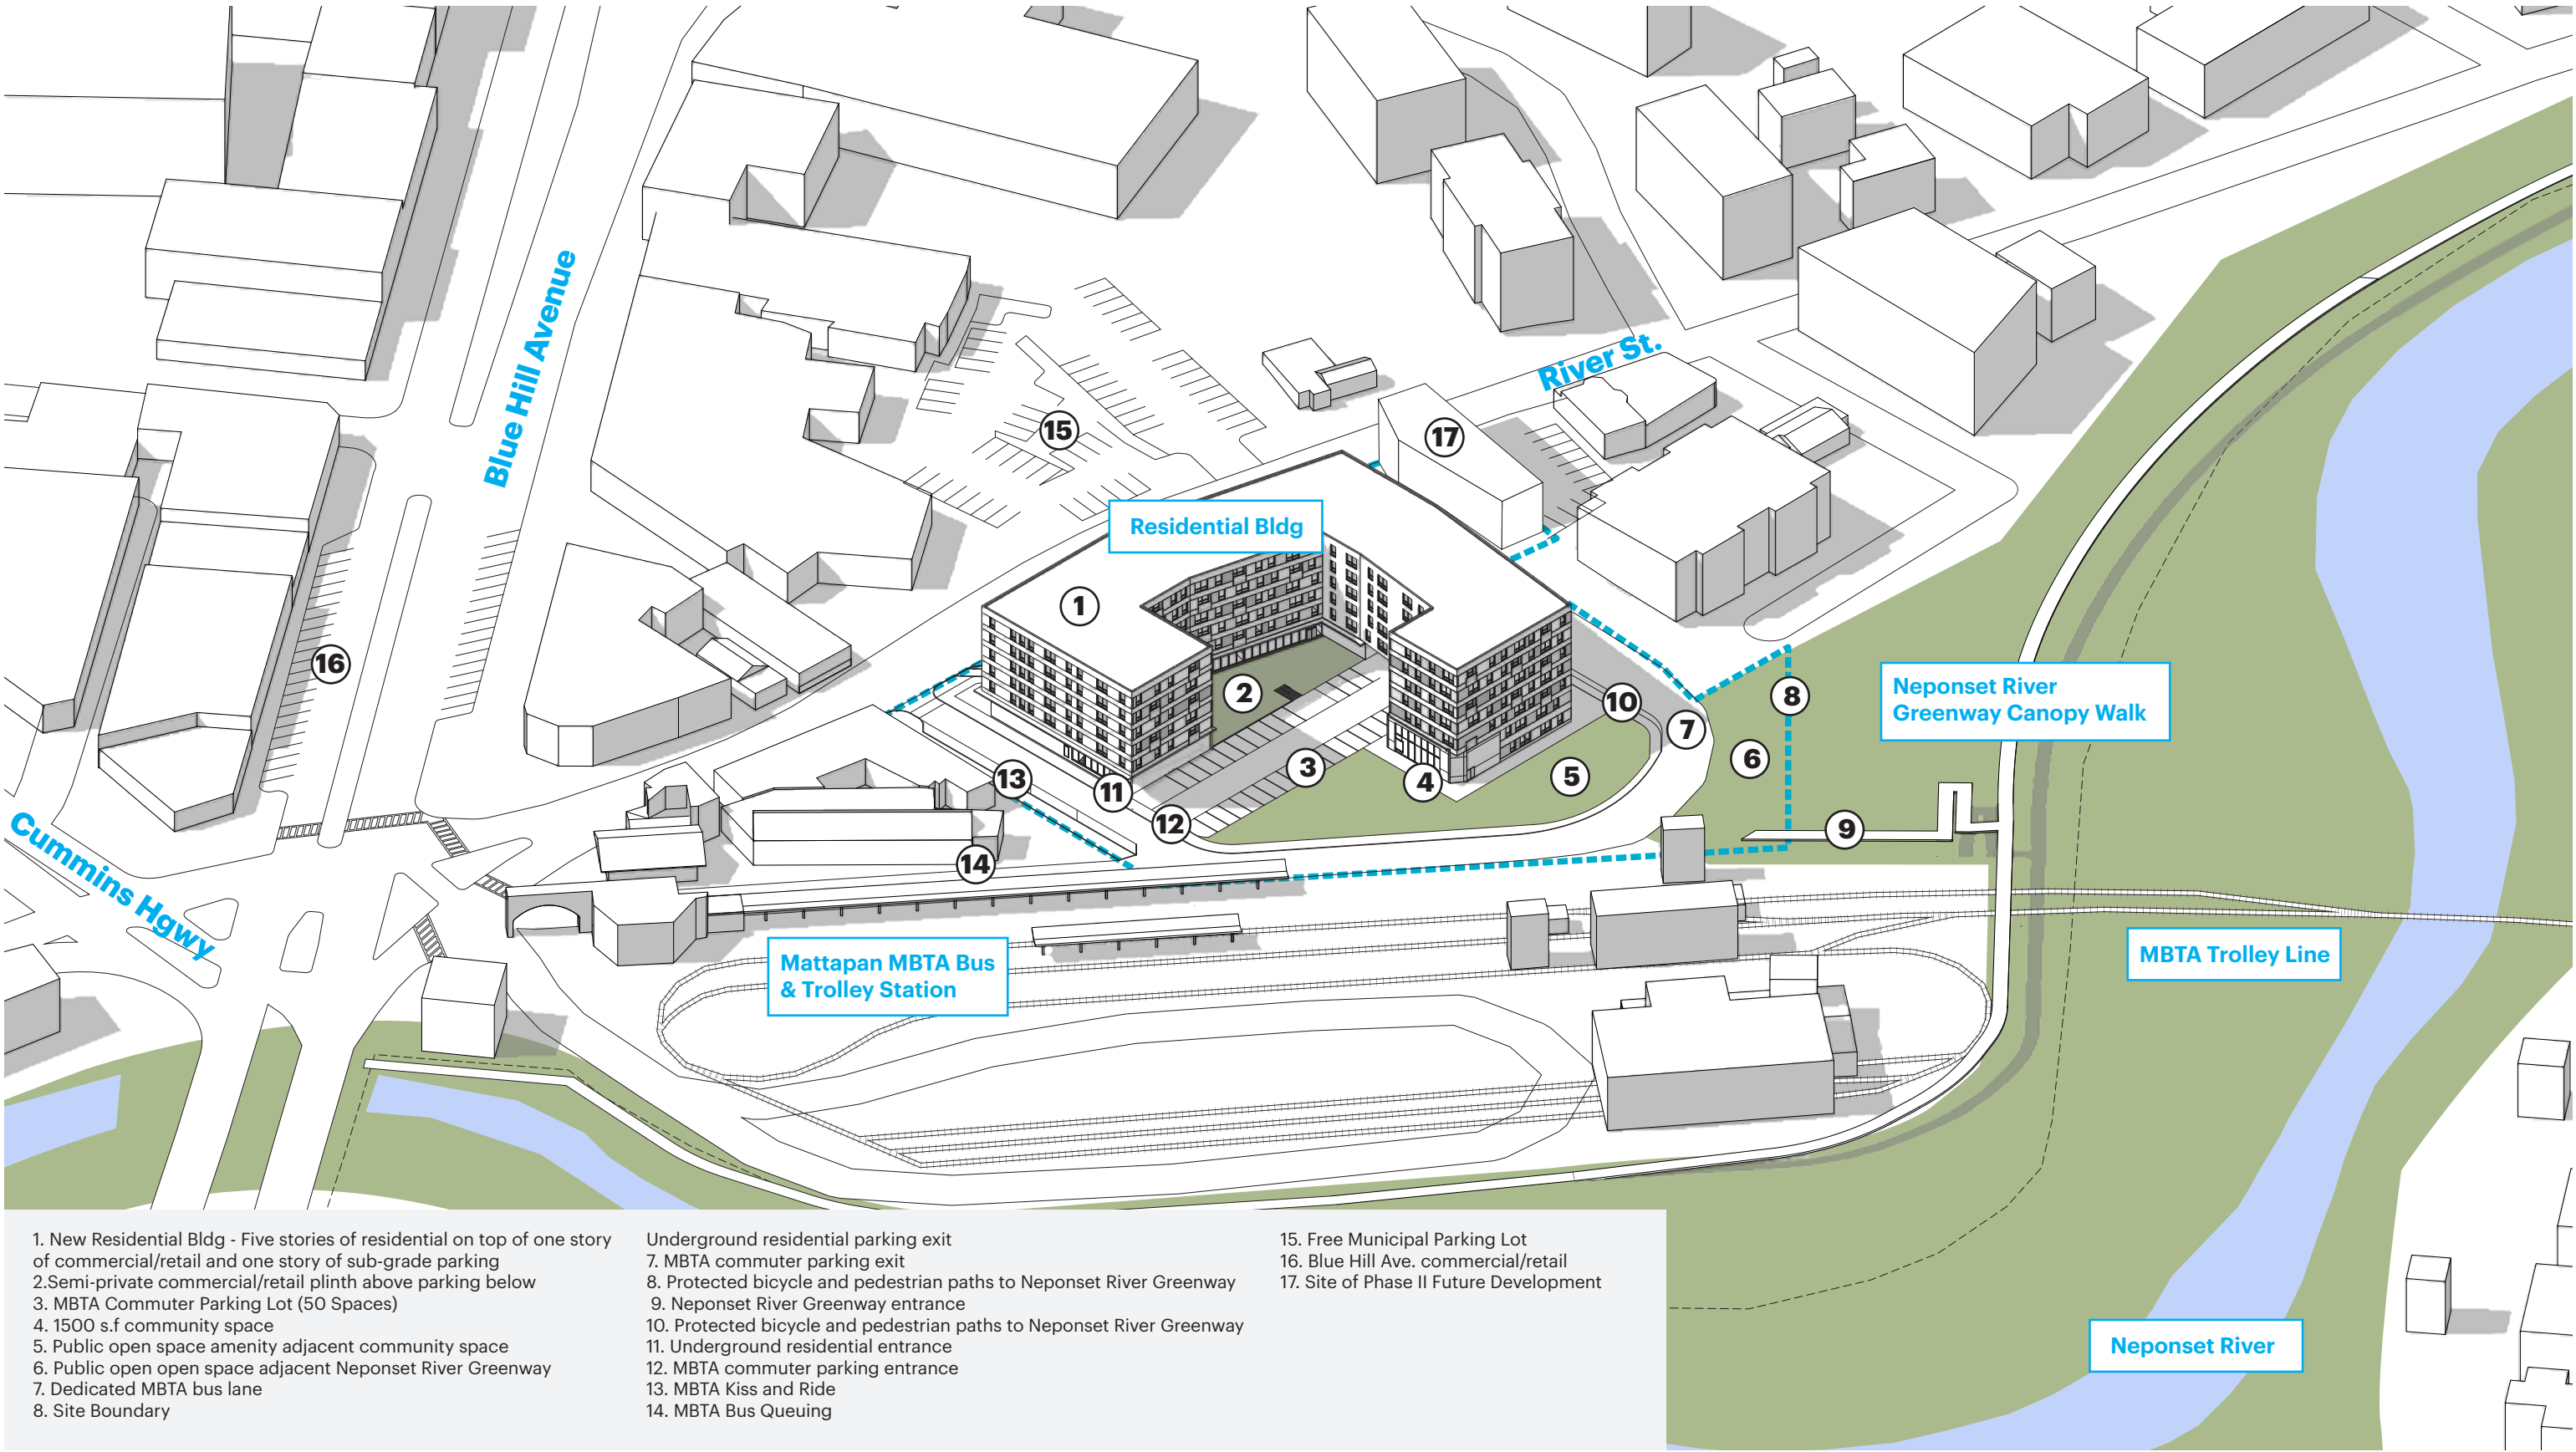 Blue Hill Avenue
River St.
15
17
Residential Bldg
1
16
2
10
8
7
Neponset River
Greenway Canopy Walk
6
13
11
3
4
5
12
9
Cummins Hgwy
14
Mattapan MBTA Bus
& Trolley Station
MBTA Trolley Line
Neponset River
1. New Residential Bldg - Five stories of residential on top of one story
of commercial/retail and one story of sub-grade parking
2.Semi-private commercial/retail plinth above parking below
3. MBTA Commuter Parking Lot (50 Spaces)
4. 1500 s.f community space
5. Public open space amenity adjacent community space
6. Public open open space adjacent Neponset River Greenway
7. Dedicated MBTA bus lane
8. Site Boundary
Underground residential parking exit
7. MBTA commuter parking exit
8. Protected bicycle and pedestrian paths to Neponset River Greenway
9. Neponset River Greenway entrance
10. Protected bicycle and pedestrian paths to Neponset River Greenway
11. Underground residential entrance
12. MBTA commuter parking entrance
13. MBTA Kiss and Ride
14. MBTA Bus Queuing
15. Free Municipal Parking Lot
16. Blue Hill Ave. commercial/retail
17. Site of Phase II Future Development